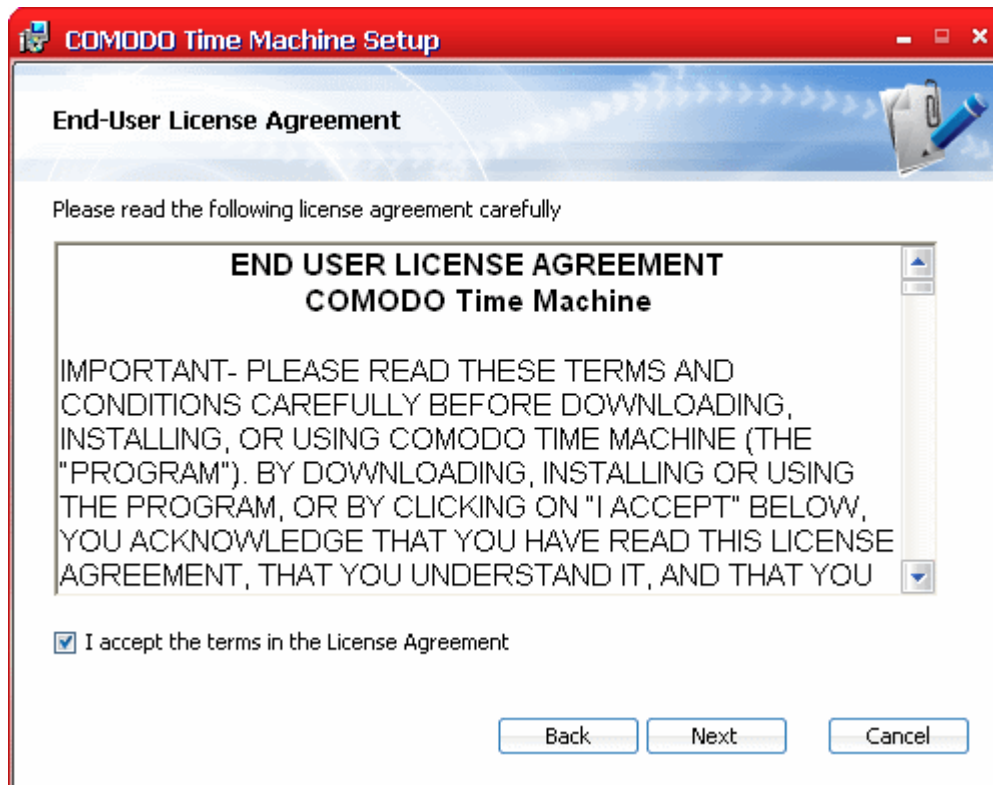 COMODO Time Machine Setup
End-User License Agreement
Please read the following license agreement carefully
END USER LICENSE AGREEMENT
COMODO Time Machine
IMPORTANT- PLEASE READ THESE TERMS AND
CONDITIONS CAREFULLY BEFORE DOWNLOADING,
INSTALLING, OR USING COMODO TIME MACHINE (THE
"PROGRAM"). BY DOWNLOADING, INSTALLING OR USING
THE PROGRAM, OR BY CLICKING ON "I ACCEPT" BELOW,
YOU ACKNOWLEDGE THAT YOU HAVE READ THIS LICENSE
AGREEMENT, THAT YOU UNDERSTAND IT, AND THAT YOU
I accept the terms in the License Agreement
Back Next Cancel